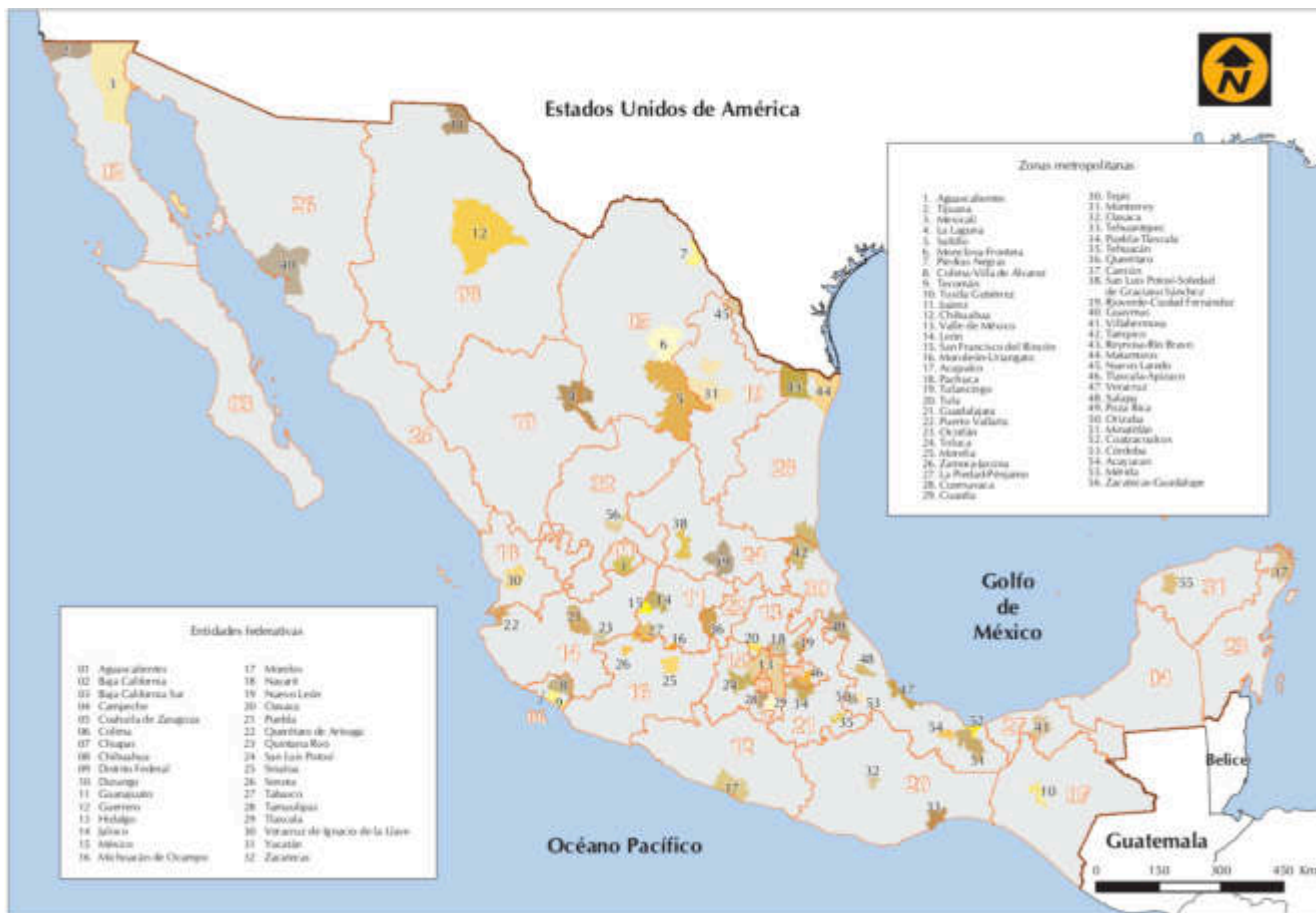 Estados Unidos de América
Zonas metropolitanas
1. Aguascalientes
2. Tijuana
3. Mexicali
4. La Laguna
5. Saltillo
6. Monclova-Frontera
7. Piedras Negras
8. Colima-Villa de Álvarez
9. Tecomán
10. Tuxtla Gutiérrez
11. Juárez
12. Chihuahua
13. Valle de México
14. León
15. San Francisco del Rincón
16. Moroleón-Uriangato
17. Acapulco
18. Pachuca
19. Tulancingo
20. Tula
21. Guadalajara
22. Puerto Vallarta
23. Ocotlán
24. Toluca
25. Morelia
26. Zamora-Jacona
27. La Piedad-Pénjamo
28. Cuernavaca
29. Cuautla
30. Tepic
31. Monterrey
32. Oaxaca
33. Tehuantepec
34. Puebla-Tlaxcala
35. Tehuacán
36. Querétaro
37. Cancún
38. San Luis Potosí-Soledad
de Graciano Sánchez
39. Rioverde-Ciudad Fernández
40. Guaymas
41. Villahermosa
42. Tampico
43. Reynosa-Río Bravo
44. Matamoros
45. Nuevo Laredo
46. Tlaxcala-Apizaco
47. Veracruz
48. Xalapa
49. Poza Rica
50. Orizaba
51. Minatitlán
52. Coatzacoalcos
53. Córdoba
54. Acayucan
55. Mérida
56. Zacatecas-Guadalupe
Golfo
de
México
Entidades federativas
01 Aguascalientes
02 Baja California
03 Baja California Sur
04 Campeche
05 Coahuila de Zaragoza
06 Colima
07 Chiapas
08 Chihuahua
09 Distrito Federal
10 Durango
11 Guanajuato
12 Guerrero
13 Hidalgo
14 Jalisco
15 México
16 Michoacán de Ocampo
17 Morelos
18 Nayarit
19 Nuevo León
20 Oaxaca
21 Puebla
22 Querétaro de Arteaga
23 Quintana Roo
24 San Luis Potosí
25 Sinaloa
26 Sonora
27 Tabasco
28 Tamaulipas
29 Tlaxcala
30 Veracruz de Ignacio de la Llave
31 Yucatán
32 Zacatecas
Océano Pacífico
Belice
Guatemala
0 150 300 450 Km